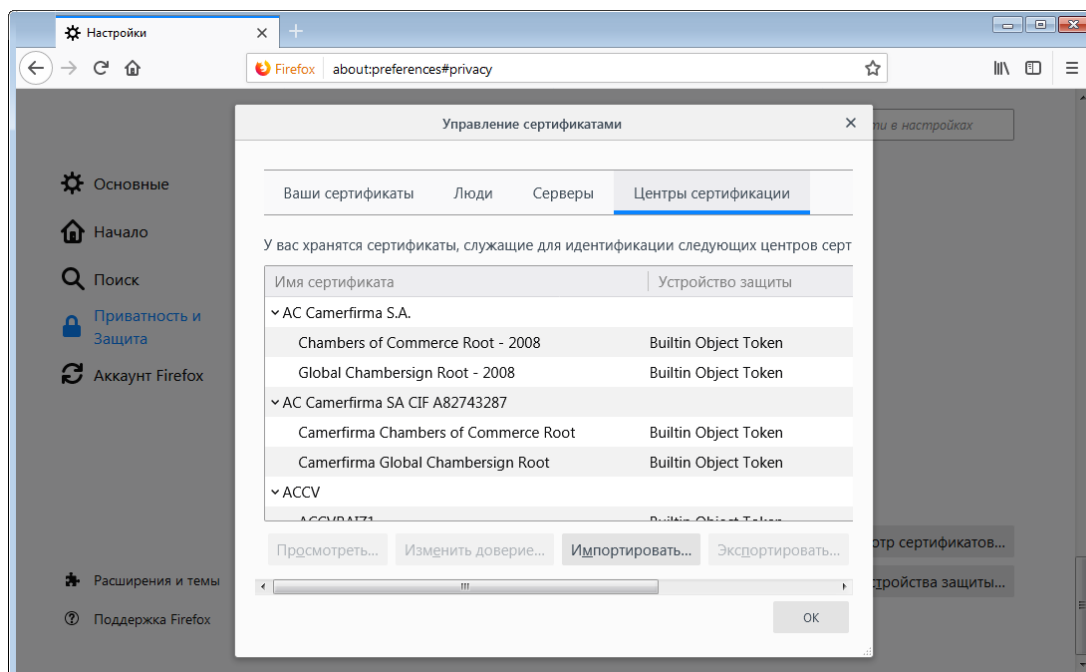 Настройки
Firefox about:preferences#privacy
ти в настройках
Управление сертификатами
Ваши сертификаты Люди Серверы Центры сертификации
У вас хранятся сертификаты, служащие для идентификации следующих центров серт
Имя сертификата Устройство защиты
AC Camerfirma S.A.
Chambers of Commerce Root - 2008 Builtin Object Token
Global Chambersign Root - 2008 Builtin Object Token
AC Camerfirma SA CIF A82743287
Camerfirma Chambers of Commerce Root Builtin Object Token
Camerfirma Global Chambersign Root Builtin Object Token
ACCV
ACCVRAIZ1 Builtin Object Token
Просмотреть... Изменить доверие... Импортировать... Экспортировать...
OK
Основные
Начало
Поиск
Приватность и
Защита
Аккаунт Firefox
Расширения и темы
Поддержка Firefox
отр сертификатов...
стройства защиты...